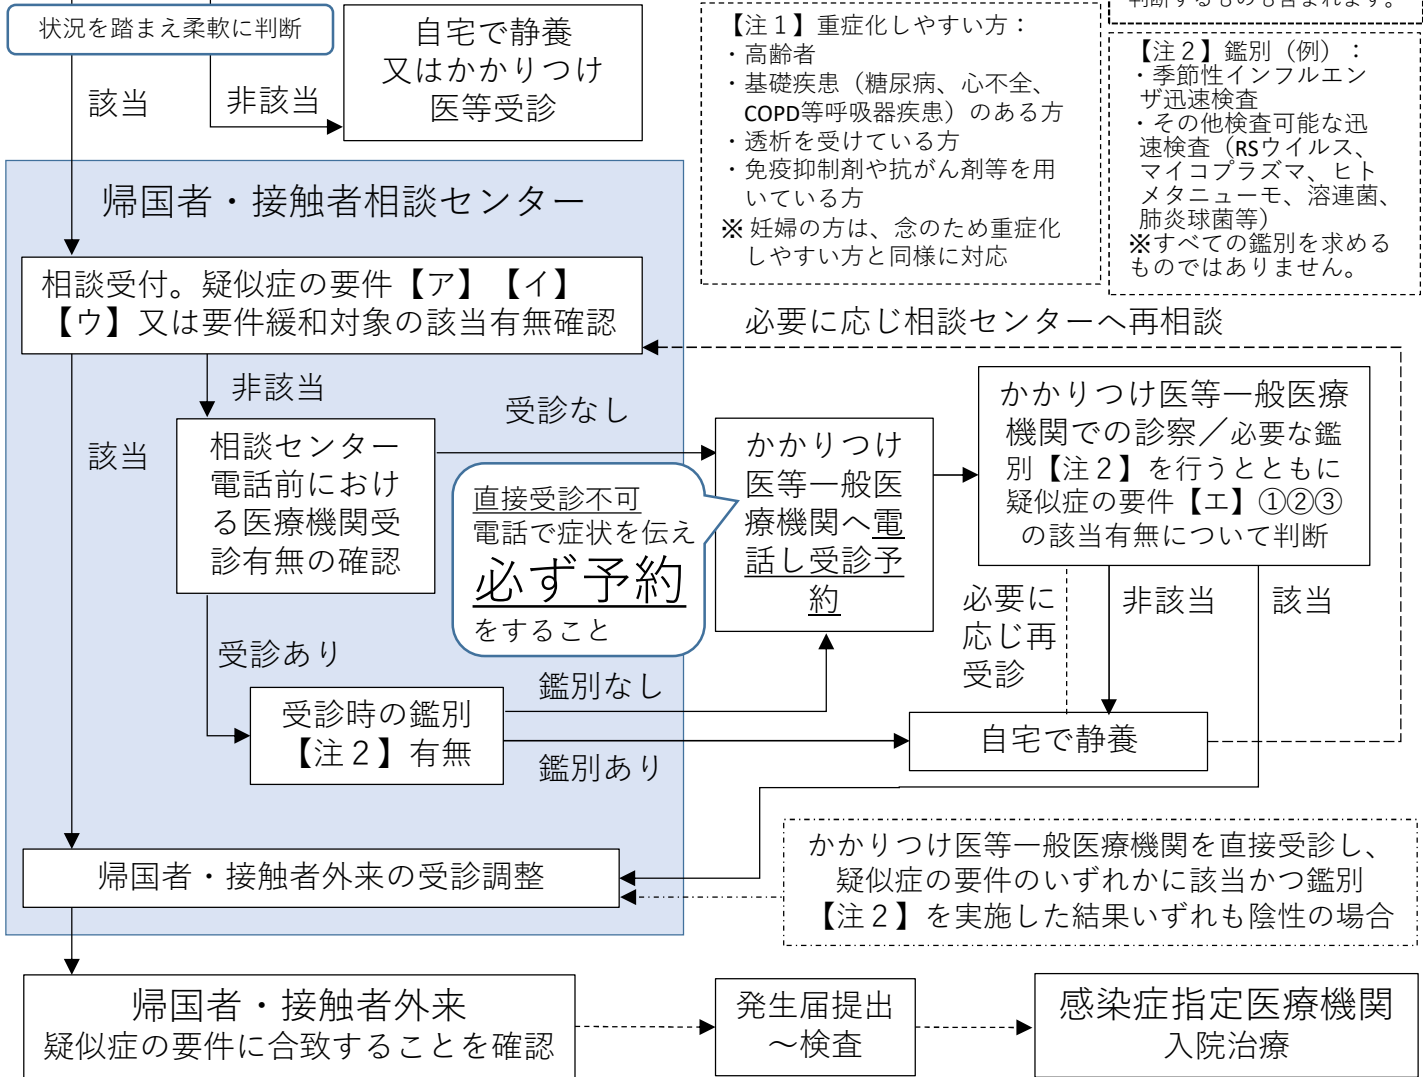 判断するものも含まれます。
状況を踏まえ柔軟に判断
自宅で静養
又はかかりつけ
医等受診
該当
非該当
【注１】重症化しやすい方：
・高齢者
・基礎疾患（糖尿病、心不全、
COPD等呼吸器疾患）のある方
・透析を受けている方
・免疫抑制剤や抗がん剤等を用
いている方
※ 妊婦の方は、念のため重症化
しやすい方と同様に対応
【注２】鑑別（例）：
・季節性インフルエン
ザ迅速検査
・その他検査可能な迅
速検査（RSウイルス、
マイコプラズマ、ヒト
メタニューモ、溶連菌、
肺炎球菌等）
※すべての鑑別を求める
ものではありません。
帰国者・接触者相談センター
相談受付。疑似症の要件【ア】【イ】
【ウ】又は要件緩和対象の該当有無確認
必要に応じ相談センターへ再相談
非該当
該当
相談センター
電話前におけ
る医療機関受
診有無の確認
受診なし
直接受診不可
電話で症状を伝え
必ず予約
をすること
かかりつけ
医等一般医
療機関へ電
話し受診予
約
かかりつけ医等一般医療
機関での診察／必要な鑑
別【注２】を行うとともに
疑似症の要件【エ】①②③
の該当有無について判断
必要に
応じ再
受診
非該当
該当
受診あり
受診時の鑑別
【注２】有無
鑑別なし
鑑別あり
自宅で静養
帰国者・接触者外来の受診調整
かかりつけ医等一般医療機関を直接受診し、
疑似症の要件のいずれかに該当かつ鑑別
【注２】を実施した結果いずれも陰性の場合
帰国者・接触者外来
疑似症の要件に合致することを確認
発生届提出
～検査
感染症指定医療機関
入院治療